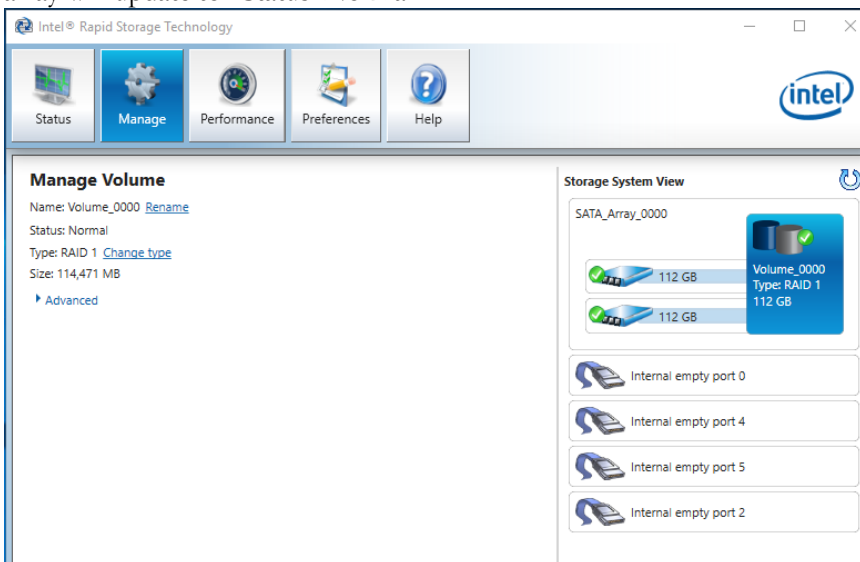 Intel® Rapid Storage Technology
Status
Manage
Performance
Preferences
Help
intel
Manage Volume
Name: Volume_0000 Rename
Status: Normal
Type: RAID 1 Change type
Size: 114,471 MB
Advanced
Storage System View
SATA_Array_0000
112 GB
112 GB
Volume_0000
Type: RAID 1
112 GB
Internal empty port 0
Internal empty port 4
Internal empty port 5
Internal empty port 2